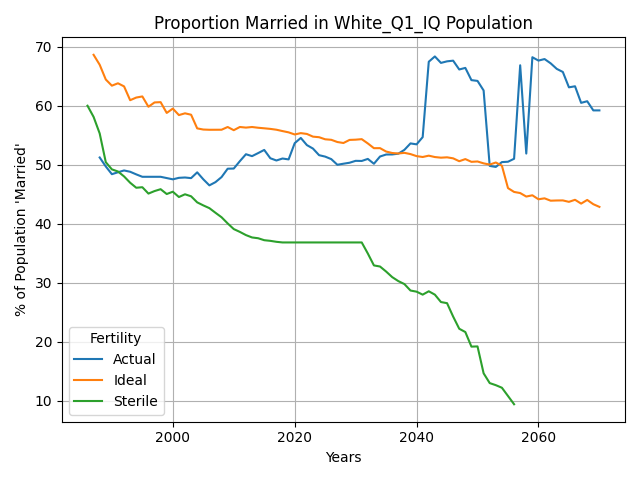 Proportion Married in White_Q1_IQ Population
% of Population 'Married'
70
60
50
40
30
20
10
Fertility
Actual
Ideal
Sterile
2000 2020 2040 2060
Years